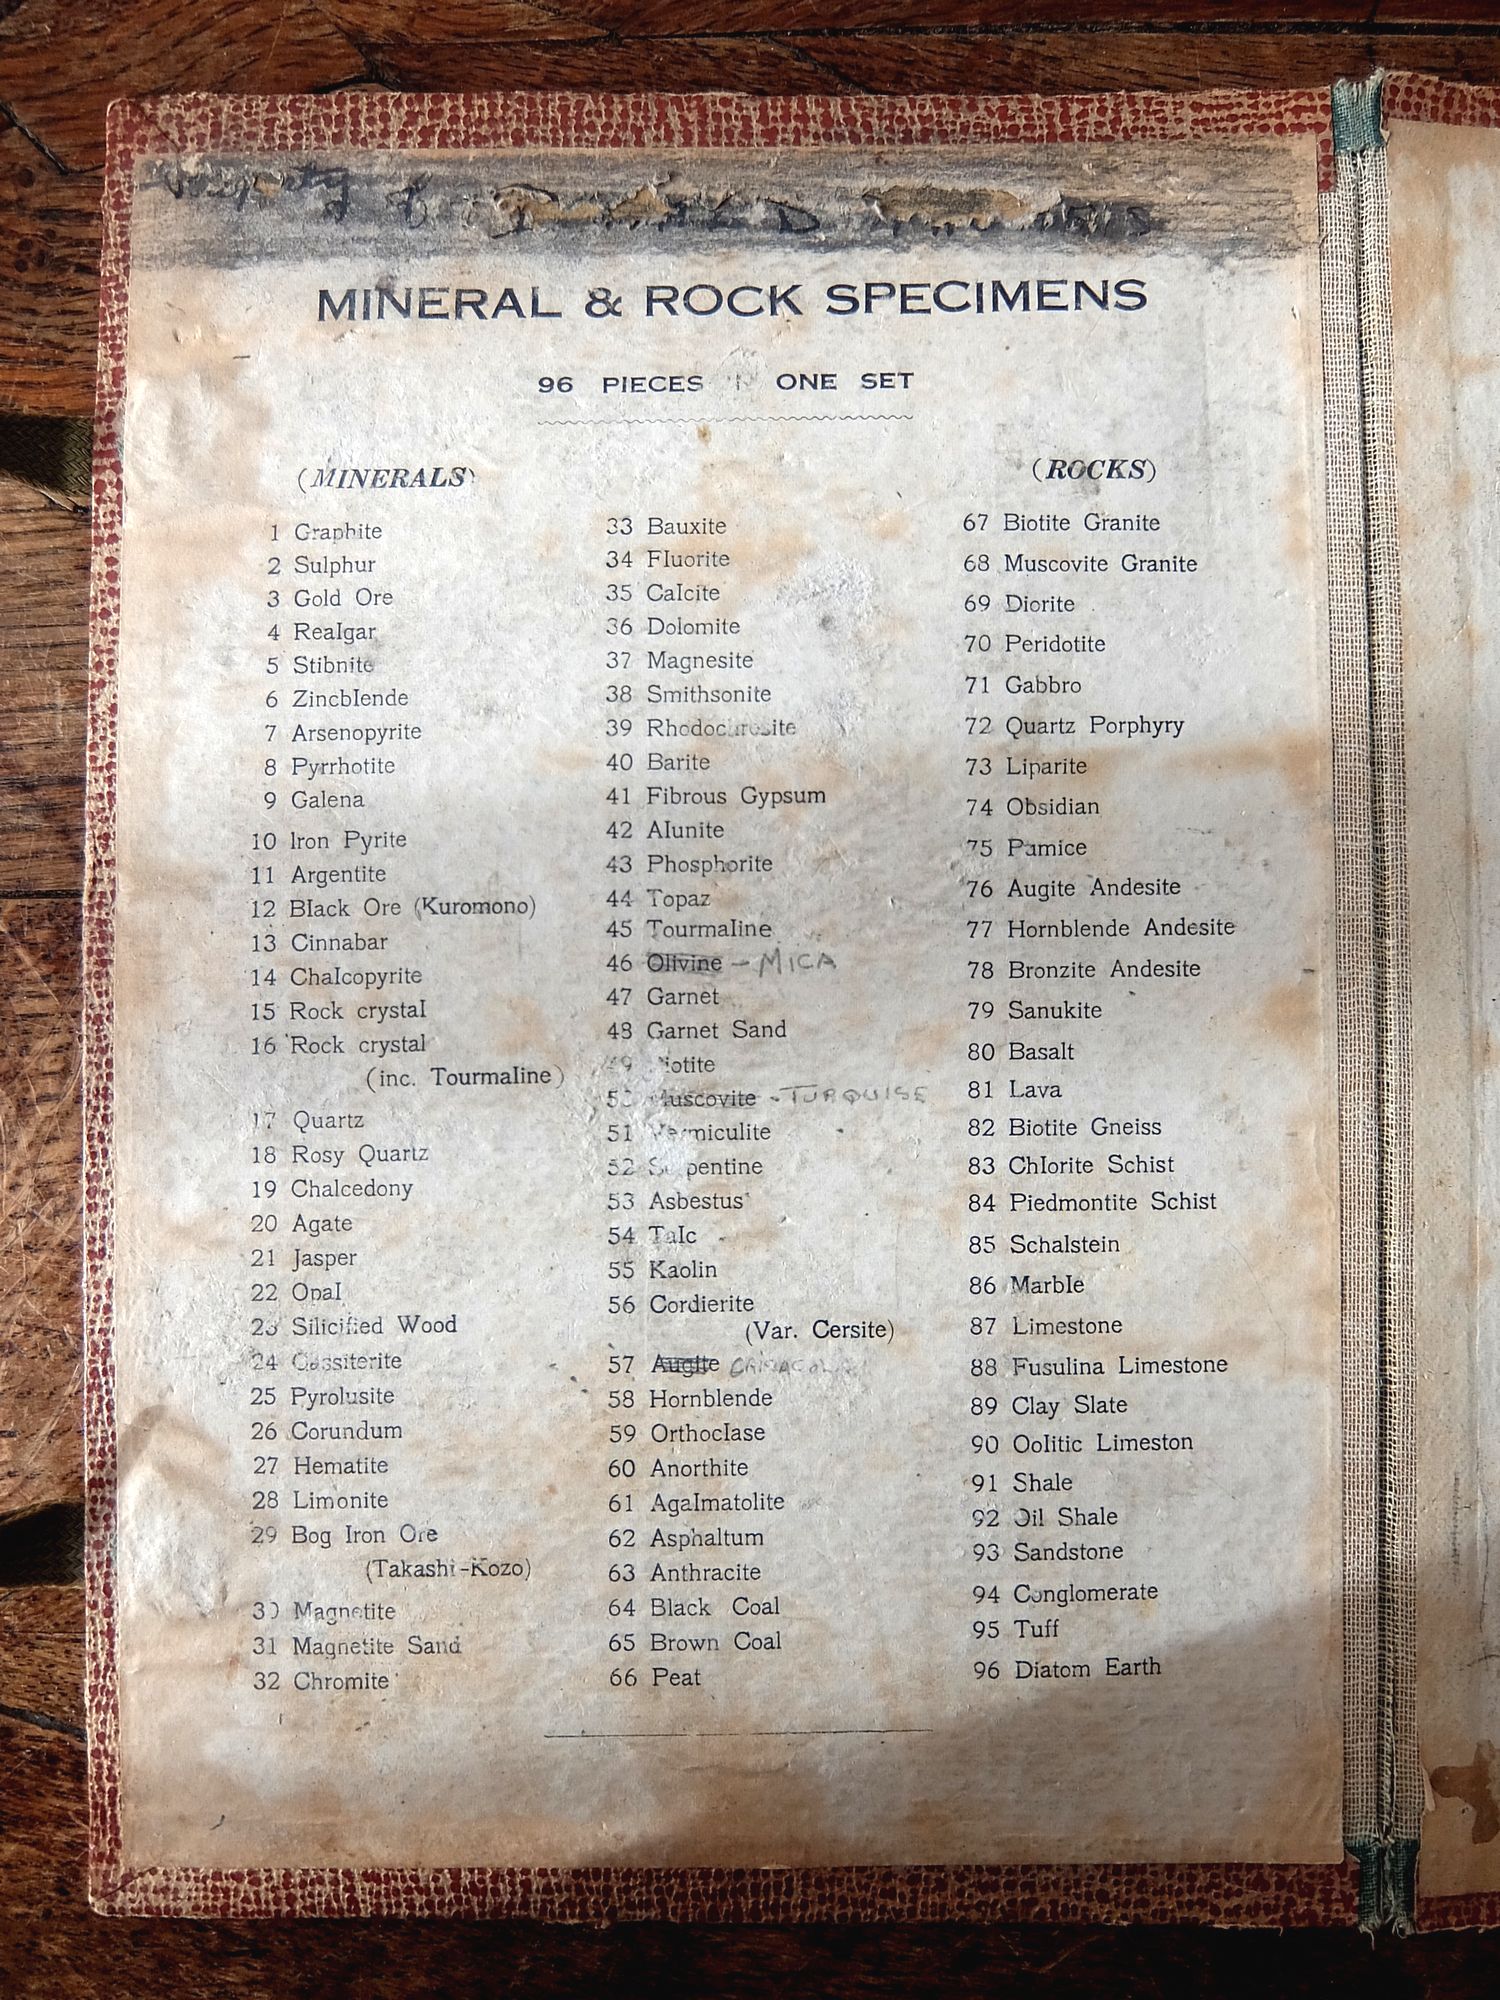 Property of
MINERAL & ROCK SPECIMENS
96 PIECES ONE SET
(MINERALS)
1 Graphite
2 Sulphur
3 Gold Ore
4 Realgar
5 Stibnite
6 Zincblende
7 Arsenopyrite
8 Pyrrhotite
9 Galena
10 Iron Pyrite
11 Argentite
12 Black Ore (Kuromono)
13 Cinnabar
14 Chalcopyrite
15 Rock crystal
16 Rock crystal
(inc. Tourmaline)
17 Quartz
18 Rosy Quartz
19 Chalcedony
20 Agate
21 Jasper
22 Opal
23 Silicified Wood
24 Cassiterite
25 Pyrolusite
26 Corundum
27 Hematite
28 Limonite
29 Bog Iron Ore
(Takashi-Kozo)
30 Magnetite
31 Magnetite Sand
32 Chromite
33 Bauxite
34 Fluorite
35 Calcite
36 Dolomite
37 Magnesite
38 Smithsonite
39 Rhodochrosite
40 Barite
41 Fibrous Gypsum
42 Alunite
43 Phosphorite
44 Topaz
45 Tourmaline
46 Olivine - MICA
47 Garnet
48 Garnet Sand
49 Biotite
50 Muscovite - TURQUISE
51 Vermiculite
52 Serpentine
53 Asbestus
54 Talc
55 Kaolin
56 Cordierite
(Var. Cersite)
57 Augite
58 Hornblende
59 Orthoclase
60 Anorthite
61 Agalmatolite
62 Asphaltum
63 Anthracite
64 Black Coal
65 Brown Coal
66 Peat
(ROCKS)
67 Biotite Granite
68 Muscovite Granite
69 Diorite
70 Peridotite
71 Gabbro
72 Quartz Porphyry
73 Liparite
74 Obsidian
75 Pumice
76 Augite Andesite
77 Hornblende Andesite
78 Bronzite Andesite
79 Sanukite
80 Basalt
81 Lava
82 Biotite Gneiss
83 Chlorite Schist
84 Piedmontite Schist
85 Schalstein
86 Marble
87 Limestone
88 Fusulina Limestone
89 Clay Slate
90 Oolitic Limeston
91 Shale
92 Oil Shale
93 Sandstone
94 Conglomerate
95 Tuff
96 Diatom Earth